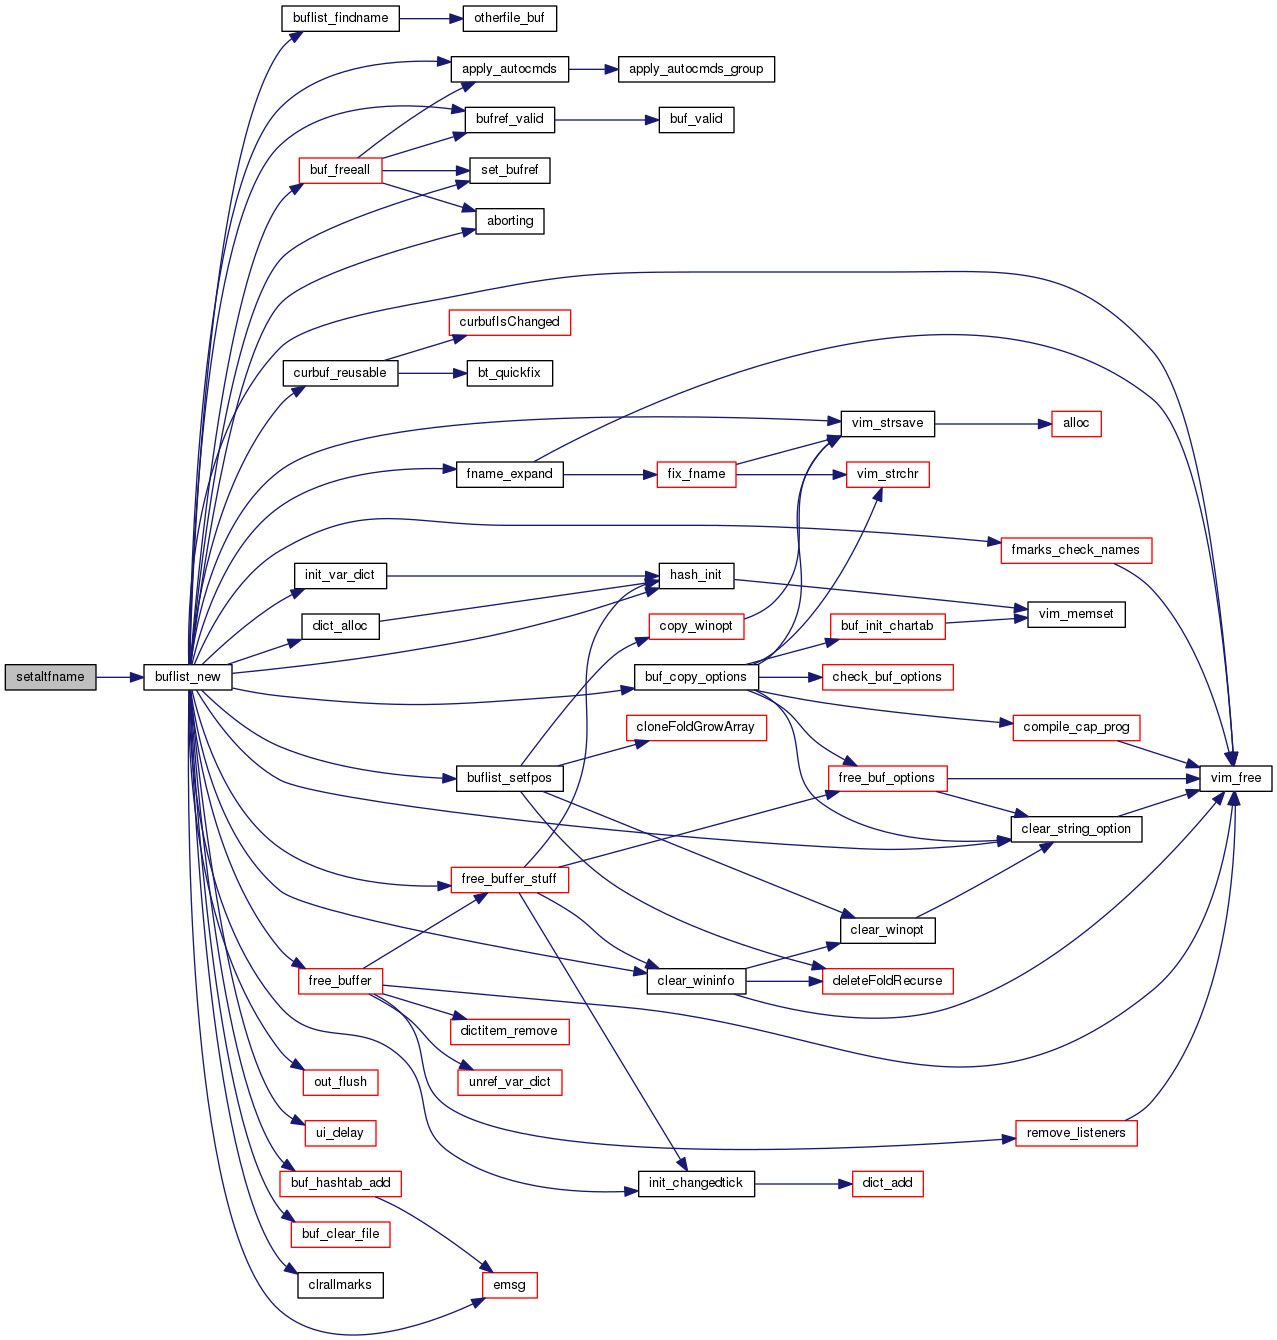 buflist_findname
otherfile_buf
apply_autocmds
apply_autocmds_group
bufref_valid
buf_valid
buf_freeall
set_bufref
aborting
curbufIsChanged
curbuf_reusable
bt_quickfix
vim_strsave
alloc
fname_expand
fix_fname
vim_strchr
fmarks_check_names
init_var_dict
hash_init
vim_memset
dict_alloc
copy_winopt
buf_init_chartab
setaltfname
buflist_new
buf_copy_options
check_buf_options
cloneFoldGrowArray
compile_cap_prog
buflist_setfpos
free_buf_options
vim_free
clear_string_option
free_buffer_stuff
clear_winopt
free_buffer
clear_wininfo
deleteFoldRecurse
dictitem_remove
out_flush
unref_var_dict
ui_delay
remove_listeners
buf_hashtab_add
init_changedtick
dict_add
buf_clear_file
clrallmarks
emsg